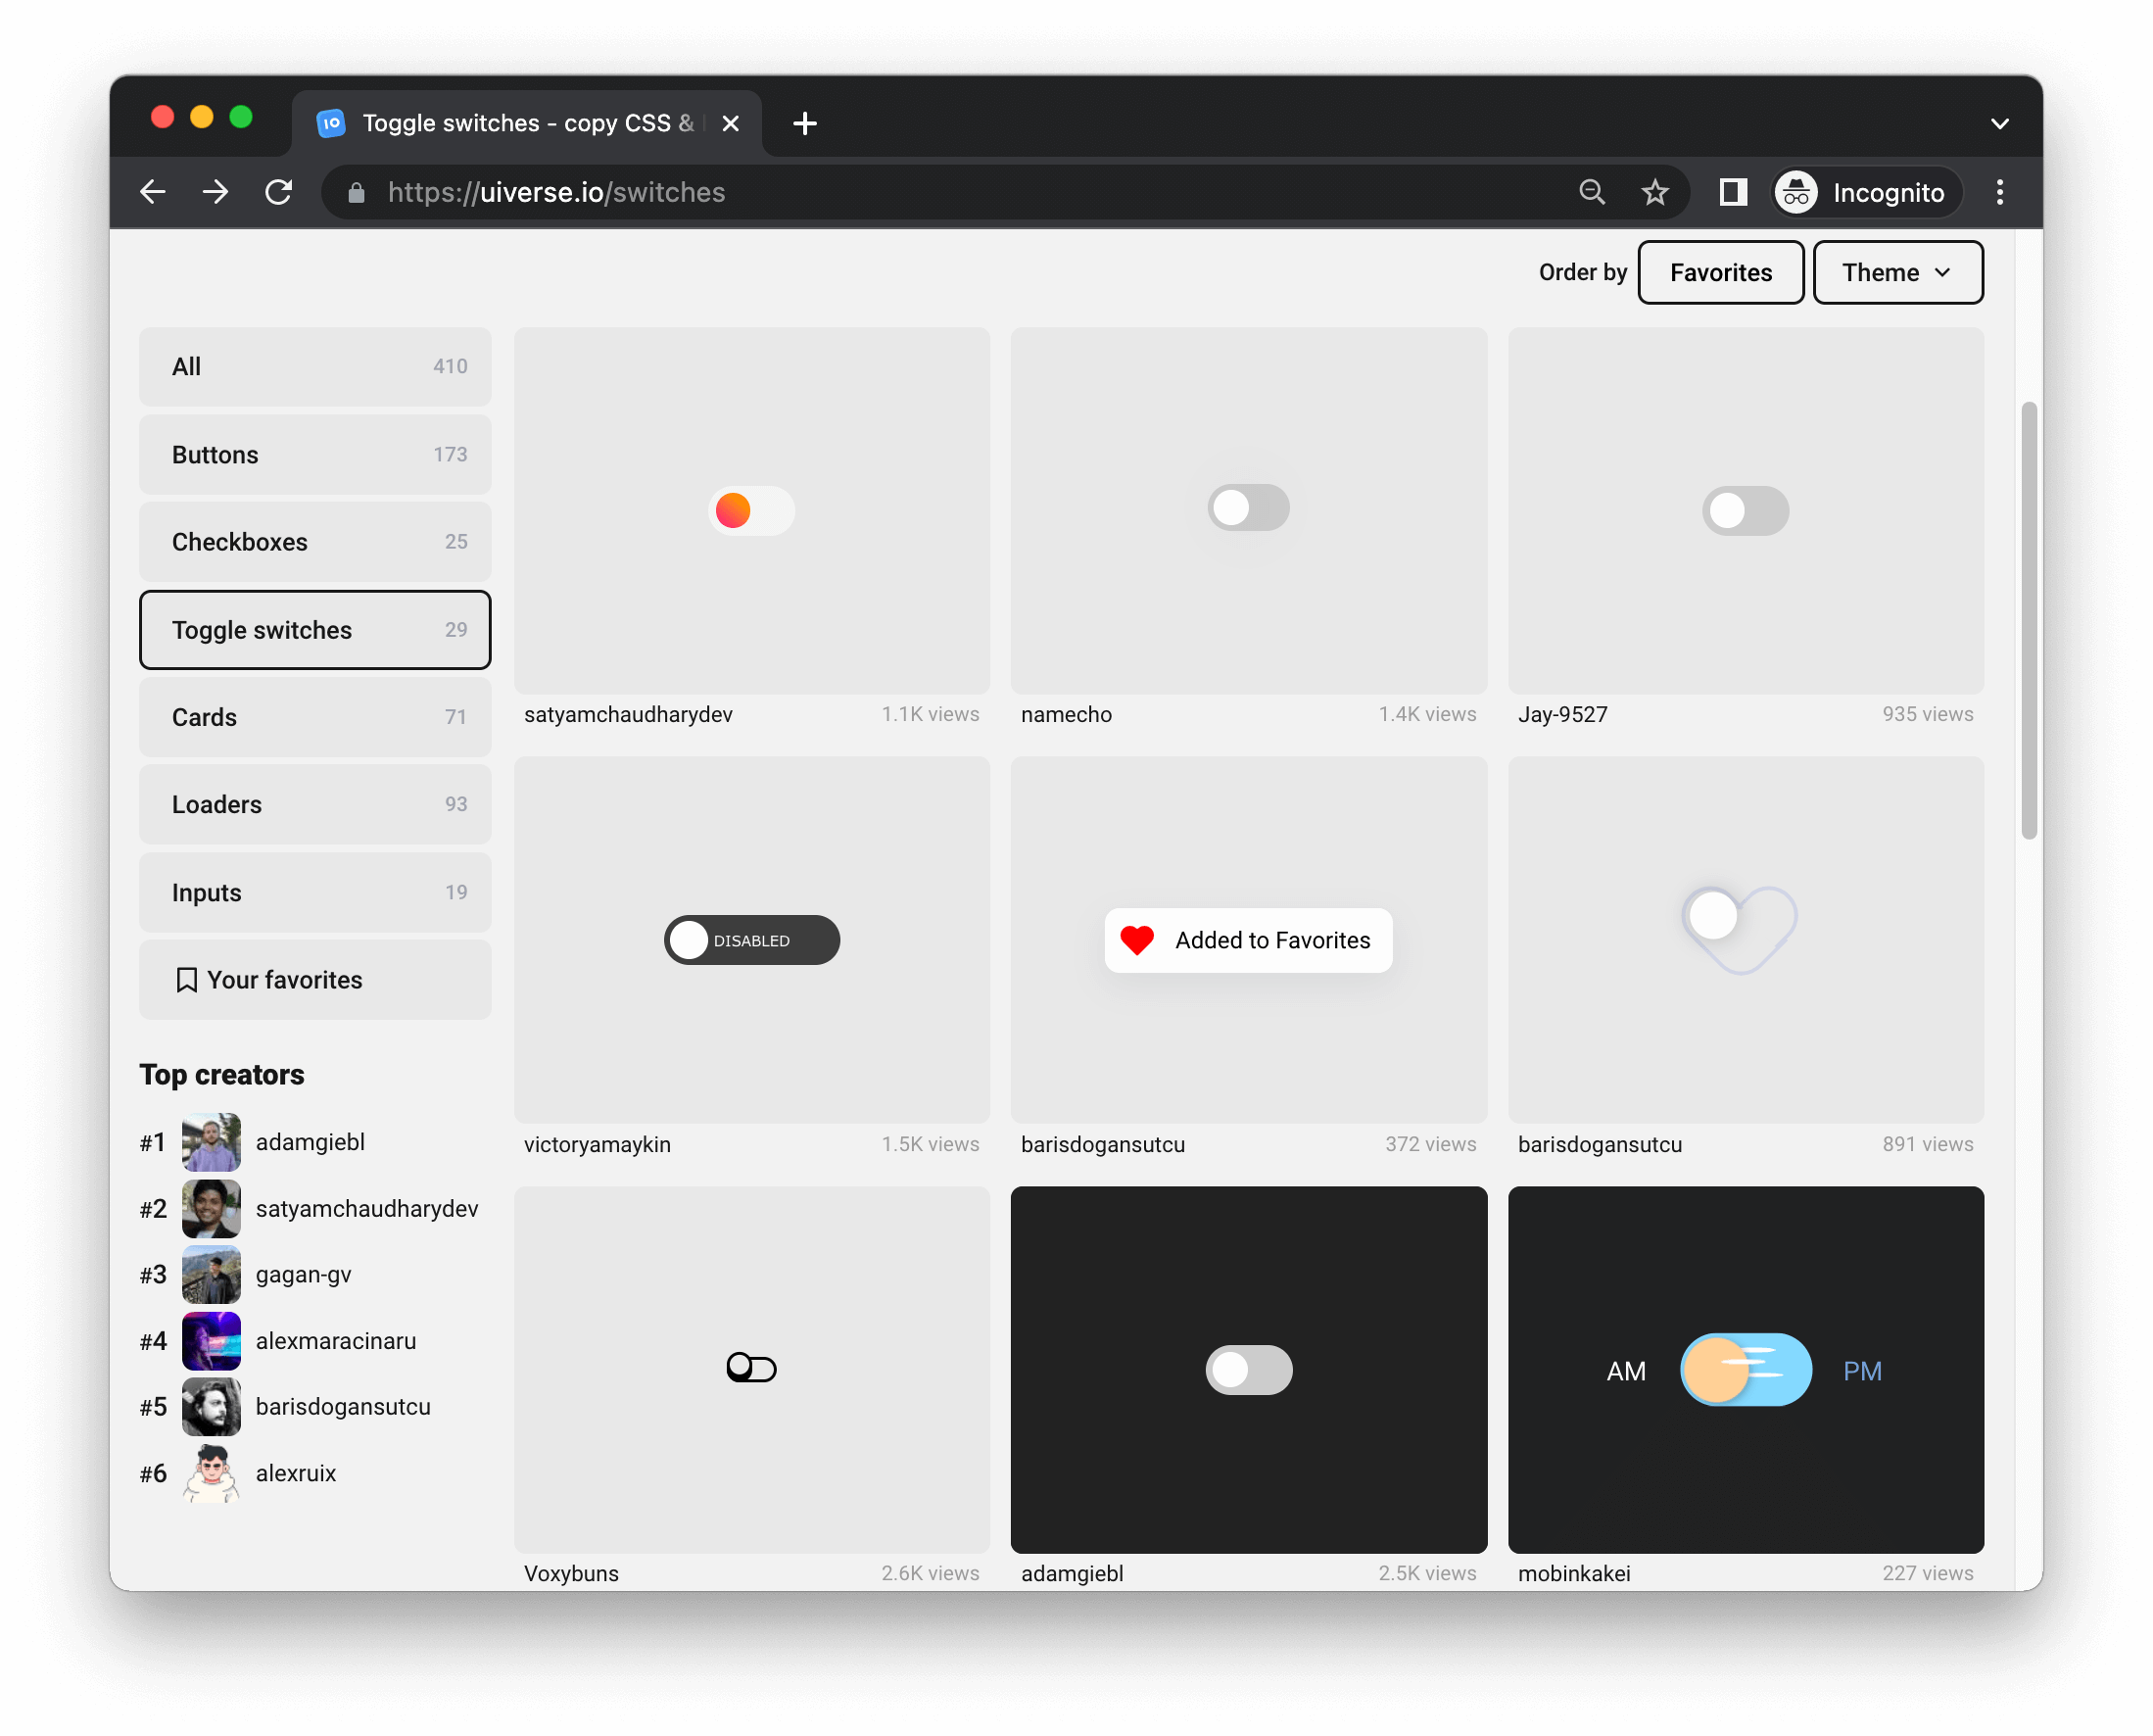 Toggle switches - copy CSS &
https://uiverse.io/switches
Incognito
Order by
Favorites
Theme
All 410
Buttons 173
Checkboxes 25
Toggle switches 29
Cards 71
Loaders 93
Inputs 19
Your favorites
Top creators
#1 adamgiebl
#2 satyamchaudharydev
#3 gagan-gv
#4 alexmaracinaru
#5 barisdogansutcu
#6 alexruix
satyamchaudharydev 1.1K views
namecho 1.4K views
Jay-9527 935 views
DISABLED
Added to Favorites
victoryamaykin 1.5K views
barisdogansutcu 372 views
barisdogansutcu 891 views
AM PM
Voxybuns 2.6K views
adamgiebl 2.5K views
mobinkakei 227 views